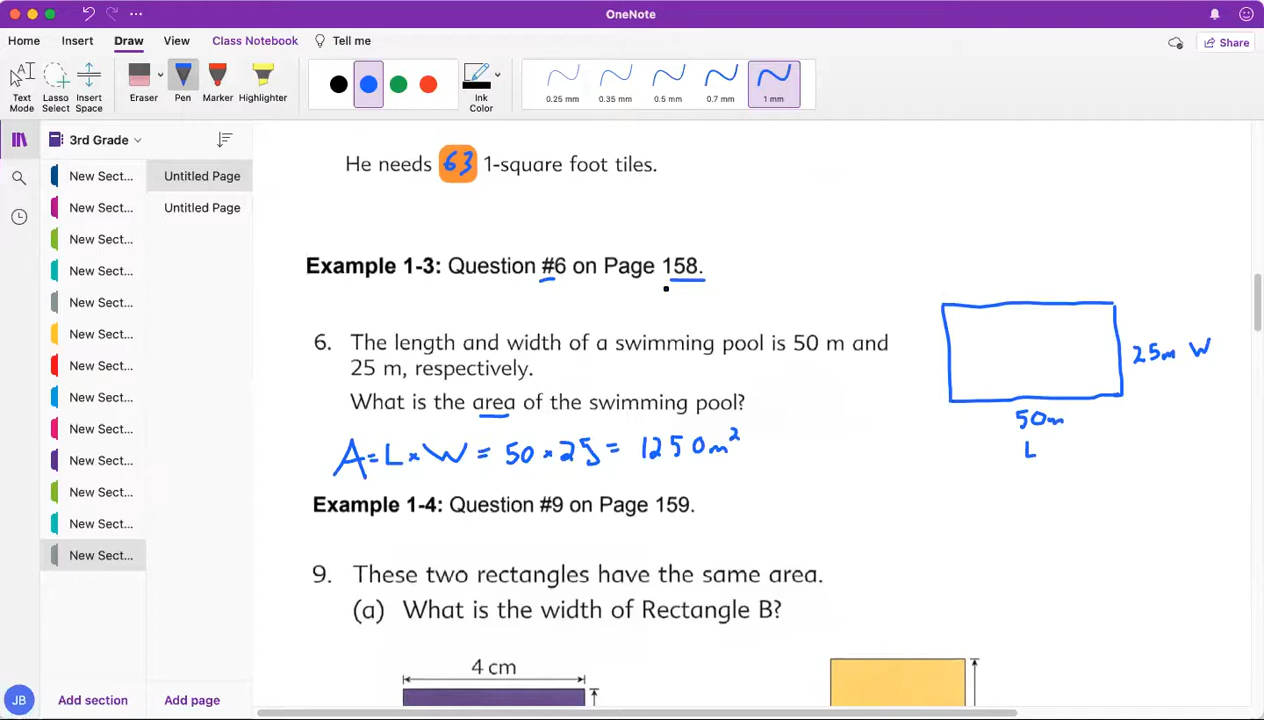 OneNote
Home Insert Draw View Class Notebook Tell me Share
Text Mode
Lasso Select
Insert Space
Eraser
Pen
Marker
Highlighter
Ink Color
0.25 mm
0.35 mm
0.5 mm
0.7 mm
1 mm
3rd Grade
New Sect...
New Sect...
New Sect...
New Sect...
New Sect...
New Sect...
New Sect...
New Sect...
New Sect...
New Sect...
New Sect...
New Sect...
New Sect...
Untitled Page
Untitled Page
JB
Add section
Add page
He needs 63 1-square foot tiles.
Example 1-3: Question #6 on Page 158.
6. The length and width of a swimming pool is 50 m and
25 m, respectively.
What is the area of the swimming pool?
A = L × W = 50 × 25 = 1250m²
25m W
50m
L
Example 1-4: Question #9 on Page 159.
9. These two rectangles have the same area.
(a) What is the width of Rectangle B?
4 cm